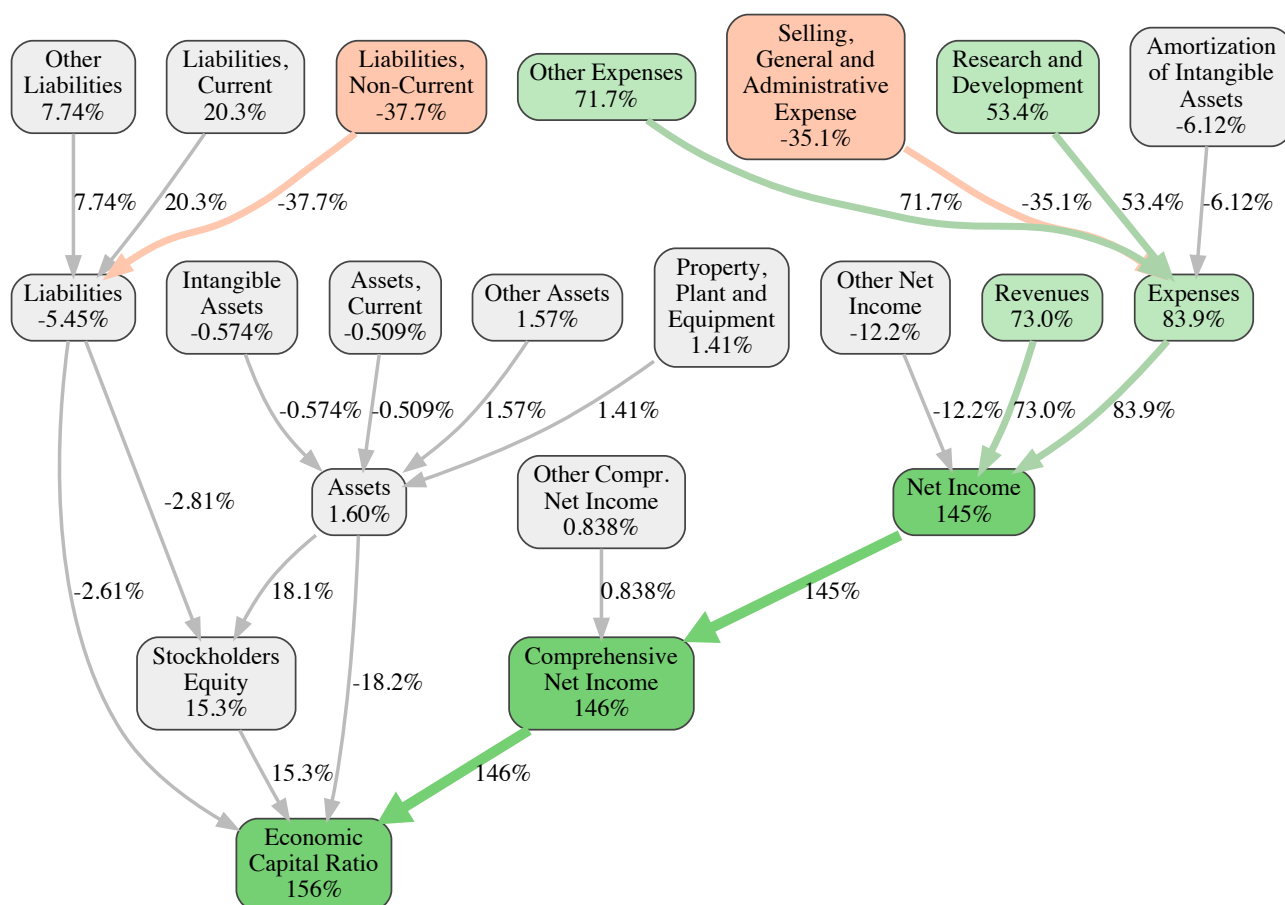 Other
Liabilities
7.74%
Liabilities,
Current
20.3%
Liabilities,
Non-Current
-37.7%
Other Expenses
71.7%
Selling,
General and
Administrative
Expense
-35.1%
Research and
Development
53.4%
Amortization
of Intangible
Assets
-6.12%
7.74%
20.3%
-37.7%
71.7%
-35.1%
53.4%
-6.12%
Liabilities
-5.45%
Intangible
Assets
-0.574%
Assets,
Current
-0.509%
Other Assets
1.57%
Property,
Plant and
Equipment
1.41%
Other Net
Income
-12.2%
Revenues
73.0%
Expenses
83.9%
-0.574%
-0.509%
1.57%
1.41%
-12.2%
73.0%
83.9%
-2.81%
Assets
1.60%
Other Compr.
Net Income
0.838%
Net Income
145%
-2.61%
18.1%
0.838%
145%
Stockholders
Equity
15.3%
-18.2%
Comprehensive
Net Income
146%
15.3%
146%
Economic
Capital Ratio
156%